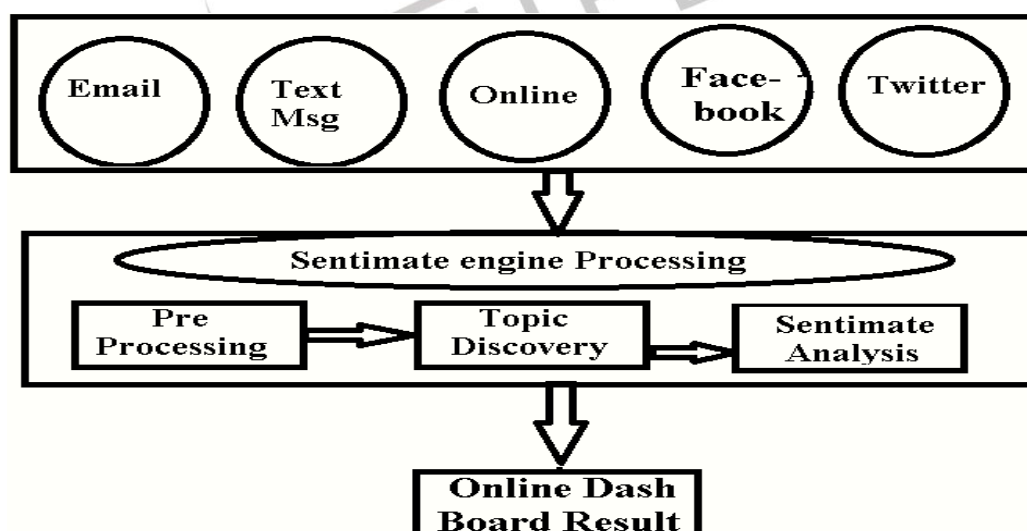 Email
Text
Msg
Online
Face-
book
Twitter
Sentimate engine Processing
Pre
Processing
Topic
Discovery
Sentimate
Analysis
Online Dash
Board Result